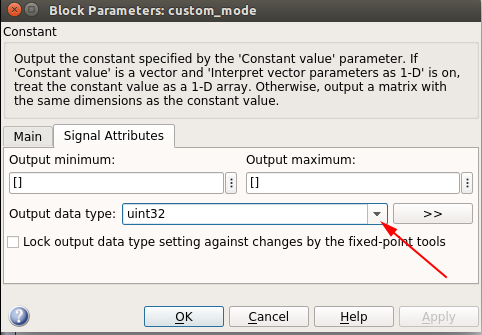 Block Parameters: custom_mode
Constant
Output the constant specified by the 'Constant value' parameter. If
'Constant value' is a vector and 'Interpret vector parameters as 1-D' is on,
treat the constant value as a 1-D array. Otherwise, output a matrix with
the same dimensions as the constant value.
Main Signal Attributes
Output minimum: Output maximum:
[] []
Output data type: uint32 >>
Lock output data type setting against changes by the fixed-point tools
OK Cancel Help Apply